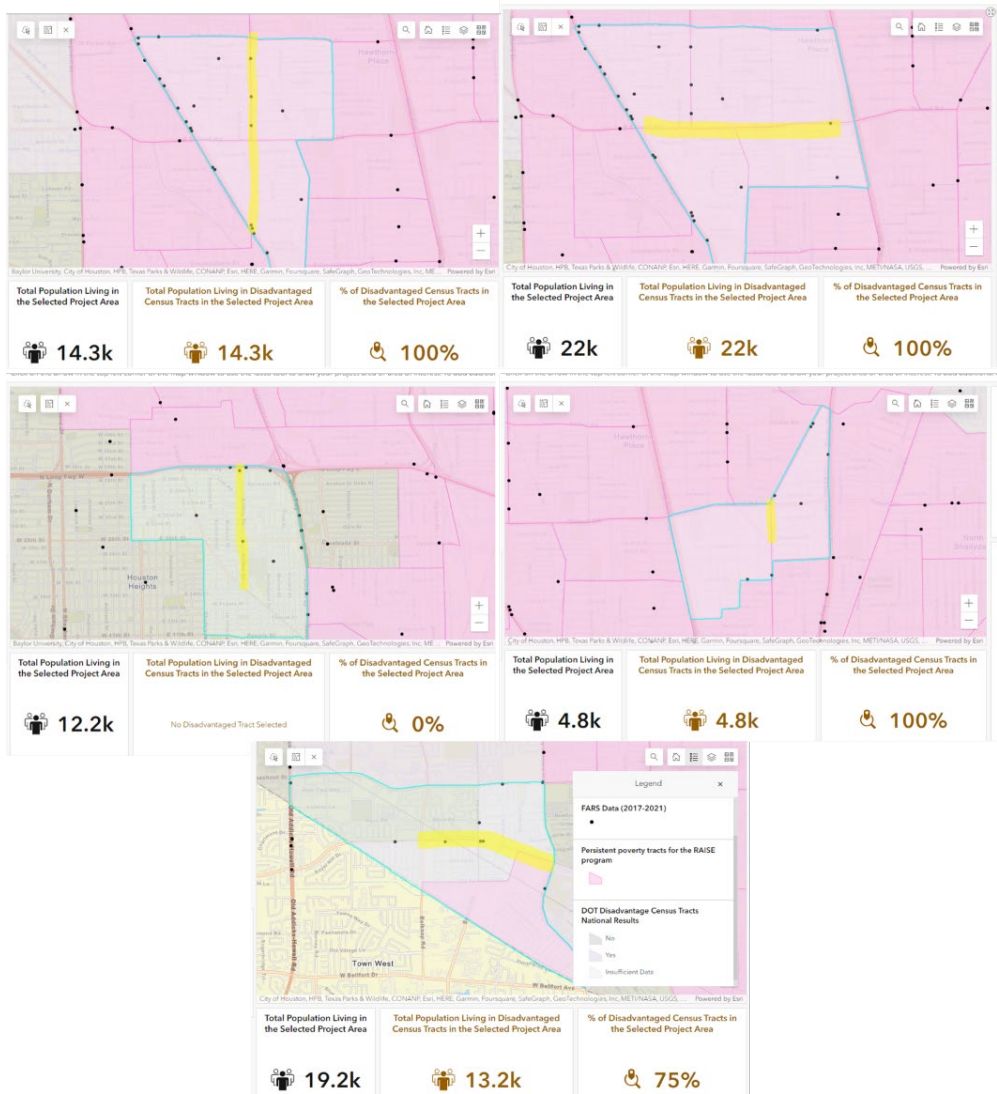 Hawthorn
Place
Baylor University, City of Houston, HPB, Texas Parks & Wildlife, CONANP, Esri, HERE, Garmin, Foursquare, SafeGraph, GeoTechnologies, Inc, ME... Powered by Esri
Total Population Living in
the Selected Project Area
14.3k
Total Population Living in Disadvantaged
Census Tracts in the Selected Project Area
14.3k
% of Disadvantaged Census Tracts in
the Selected Project Area
100%
Hawthorn
Place
City of Houston, HPB, Texas Parks & Wildlife, CONANP, Esri, HERE, Garmin, Foursquare, SafeGraph, GeoTechnologies, Inc, METI/NASA, USGS, ... Powered by Esri
Total Population Living in
the Selected Project Area
22k
Total Population Living in Disadvantaged
Census Tracts in the Selected Project Area
22k
% of Disadvantaged Census Tracts in
the Selected Project Area
100%
N Loop Fwy W
Houston
Heights
Baylor University, City of Houston, HPB, Texas Parks & Wildlife, CONANP, Esri, HERE, Garmin, Foursquare, SafeGraph, GeoTechnologies, Inc, ME... Powered by Esri
Total Population Living in
the Selected Project Area
12.2k
Total Population Living in Disadvantaged
Census Tracts in the Selected Project Area
No Disadvantaged Tract Selected
% of Disadvantaged Census Tracts in
the Selected Project Area
0%
Hawthorn
Place
City of Houston, HPB, Texas Parks & Wildlife, CONANP, Esri, HERE, Garmin, Foursquare, SafeGraph, GeoTechnologies, Inc, METI/NASA, USGS, ... Powered by Esri
Total Population Living in
the Selected Project Area
4.8k
Total Population Living in Disadvantaged
Census Tracts in the Selected Project Area
4.8k
% of Disadvantaged Census Tracts in
the Selected Project Area
100%
Legend
FARS Data (2017-2021)
Persistent poverty tracts for the RAISE
program
DOT Disadvantage Census Tracts
National Results
No
Yes
Insufficient Data
Town West
W Belfort Dr
W Belfort Ave
City of Houston, HPB, Texas Parks & Wildlife, CONANP, Esri, HERE, Garmin, Foursquare, SafeGraph, GeoTechnologies, Inc, METI/NASA, USGS, ... Powered by Esri
Total Population Living in
the Selected Project Area
19.2k
Total Population Living in Disadvantaged
Census Tracts in the Selected Project Area
13.2k
% of Disadvantaged Census Tracts in
the Selected Project Area
75%